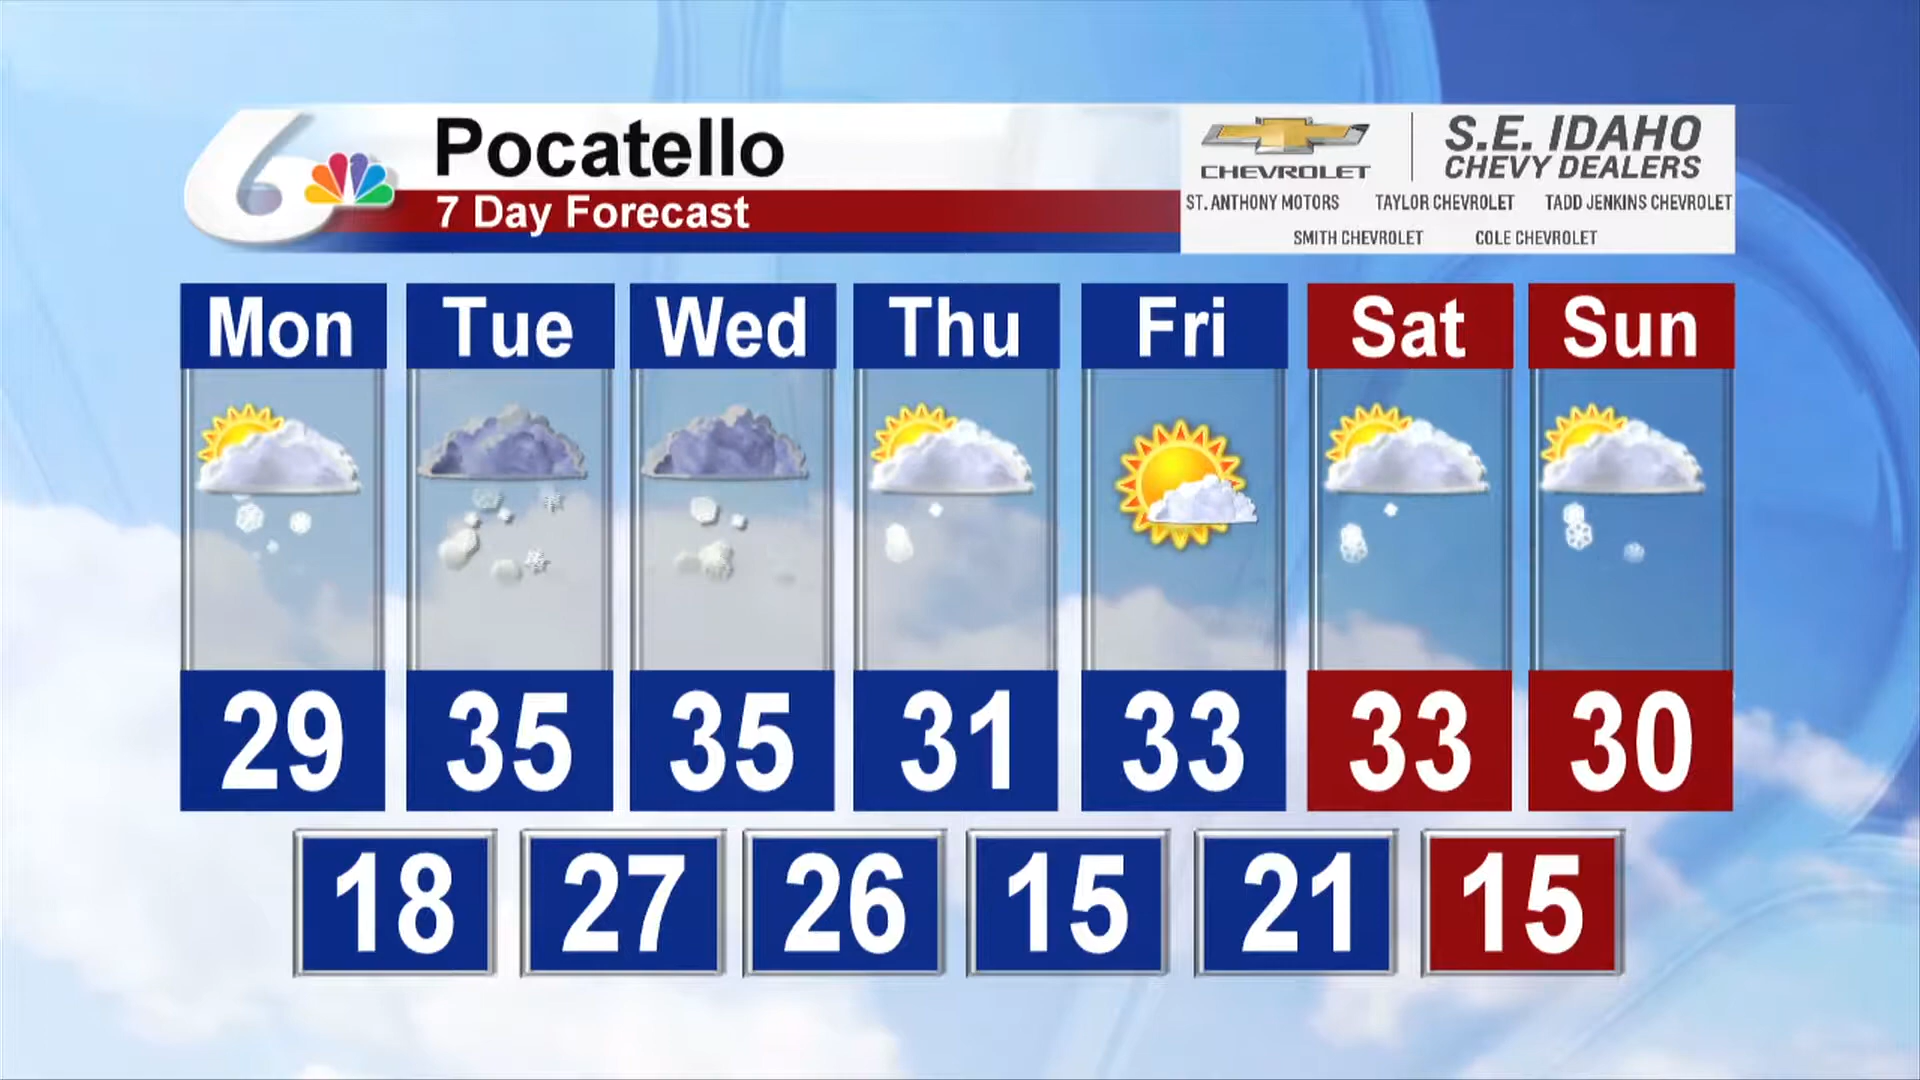 6
Pocatello
7 Day Forecast
CHEVROLET
S.E. IDAHO
CHEVY DEALERS
ST. ANTHONY MOTORS TAYLOR CHEVROLET TADD JENKINS CHEVROLET
SMITH CHEVROLET COLE CHEVROLET
Mon Tue Wed Thu Fri Sat Sun
29 35 35 31 33 33 30
18 27 26 15 21 15